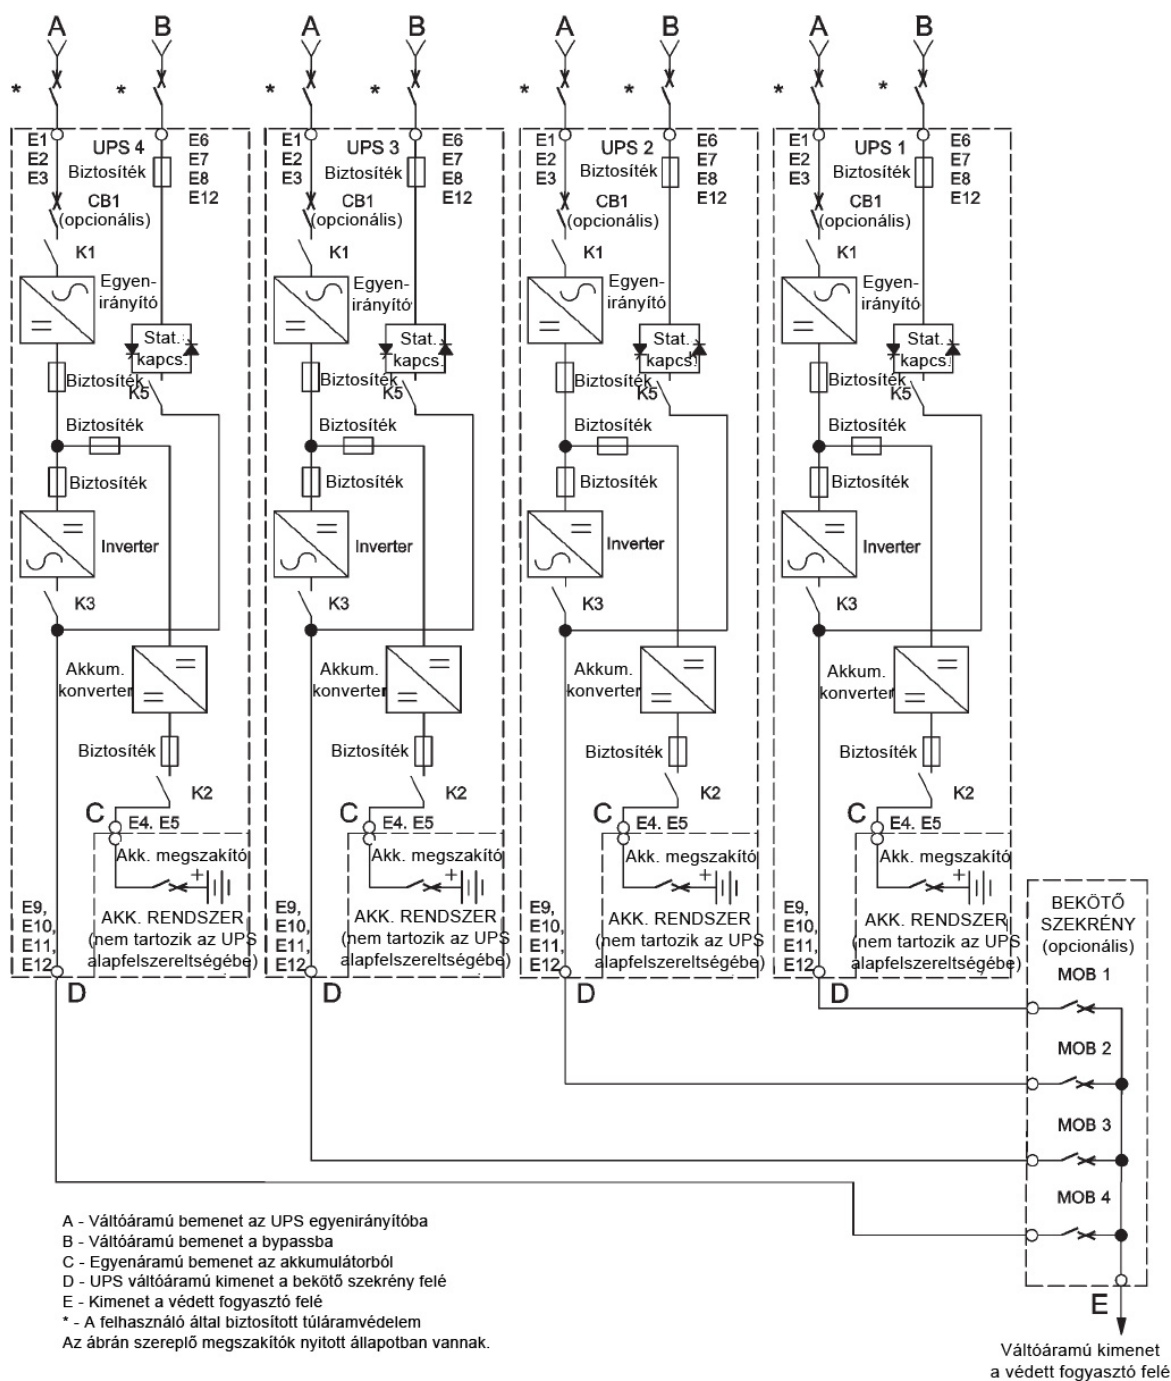 A B A B A B A B
* * * * * * * *
E1 E6 E1 E6 E1 E6 E1 E6
UPS 4 UPS 3 UPS 2 UPS 1
E2 E7 E2 E7 E2 E7 E2 E7
Biztosíték Biztosíték Biztosíték Biztosíték
E3 E8 E3 E8 E3 E8 E3 E8
CB1 E12 CB1 E12 CB1 E12 CB1 E12
(opcionális) (opcionális) (opcionális) (opcionális)
K1 K1 K1 K1
Egyen- Egyen- Egyen- Egyen-
irányító irányító irányító irányító
Stat. Stat. Stat. Stat.
kapcs. kapcs. kapcs. kapcs.
Biztosíték Biztosíték Biztosíték Biztosíték
K5 K5 K5 K5
Biztosíték Biztosíték Biztosíték Biztosíték
Biztosíték Biztosíték Biztosíték Biztosíték
Inverter Inverter Inverter Inverter
K3 K3 K3 K3
Akkum. Akkum. Akkum. Akkum.
konverter konverter konverter konverter
Biztosíték Biztosíték Biztosíték Biztosíték
K2 K2 K2 K2
C C C C
E4. E5 E4. E5 E4. E5 E4. E5
Akk. megszakító Akk. megszakító Akk. megszakító Akk. megszakító
+ + + +
E9, AKK. RENDSZER E9, AKK. RENDSZER E9, AKK. RENDSZER E9, AKK. RENDSZER
E10, (nem tartozik az UPS E10, (nem tartozik az UPS E10, (nem tartozik az UPS E10, (nem tartozik az UPS
E11, alapfelszereltségébe) E11, alapfelszereltségébe) E11, alapfelszereltségébe) E11, alapfelszereltségébe)
E12 E12 E12 E12
D D D D
BEKÖTŐ
SZEKRÉNY
(opcionális)
MOB 1
MOB 2
MOB 3
MOB 4
A - Váltóáramú bemenet az UPS egyenirányítóba
B - Váltóáramú bemenet a bypassba
C - Egyenáramú bemenet az akkumulátorból
D - UPS váltóáramú kimenet a bekötő szekrény felé
E - Kimenet a védett fogyasztó felé
* - A felhasználó által biztosított túláramvédelem
Az ábrán szereplő megszakítók nyitott állapotban vannak.
E
Váltóáramú kimenet
a védett fogyasztó felé